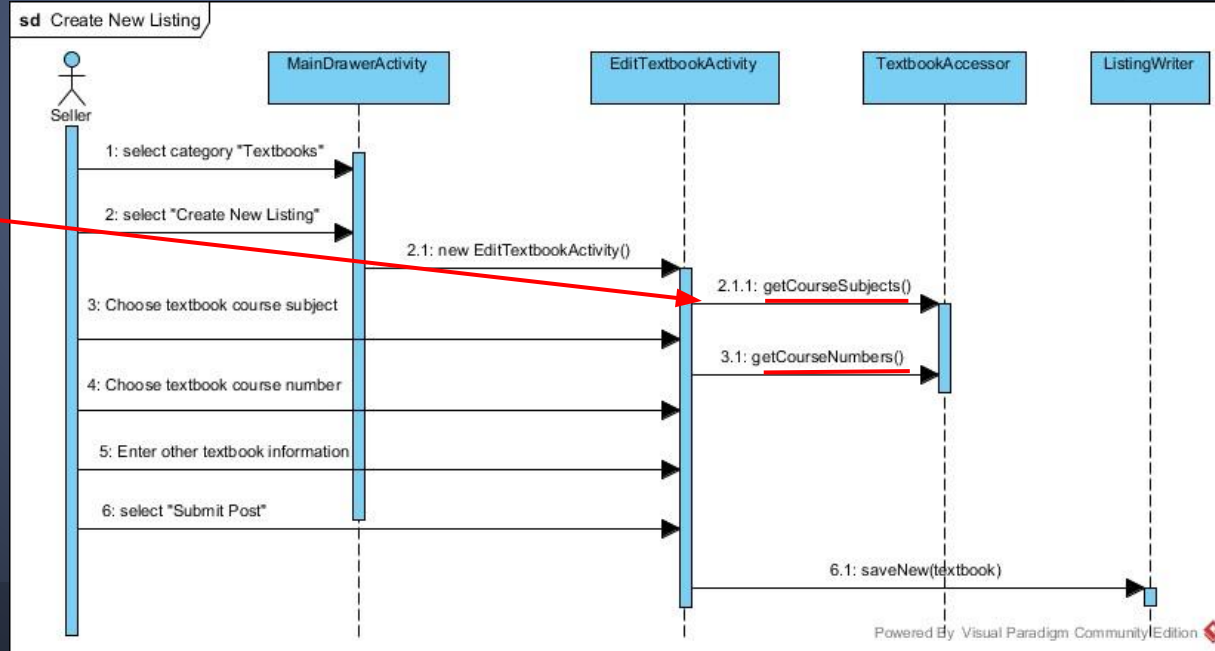 sd Create New Listing
MainDrawerActivity
EditTextbookActivity
TextbookAccessor
ListingWriter
Seller
1: select category "Textbooks"
2: select "Create New Listing"
2.1: new EditTextbookActivity()
2.1.1: getCourseSubjects()
3: Choose textbook course subject
3.1: getCourseNumbers()
4: Choose textbook course number
5: Enter other textbook information
6: select "Submit Post"
6.1: saveNew(textbook)
Powered By Visual Paradigm Community Edition